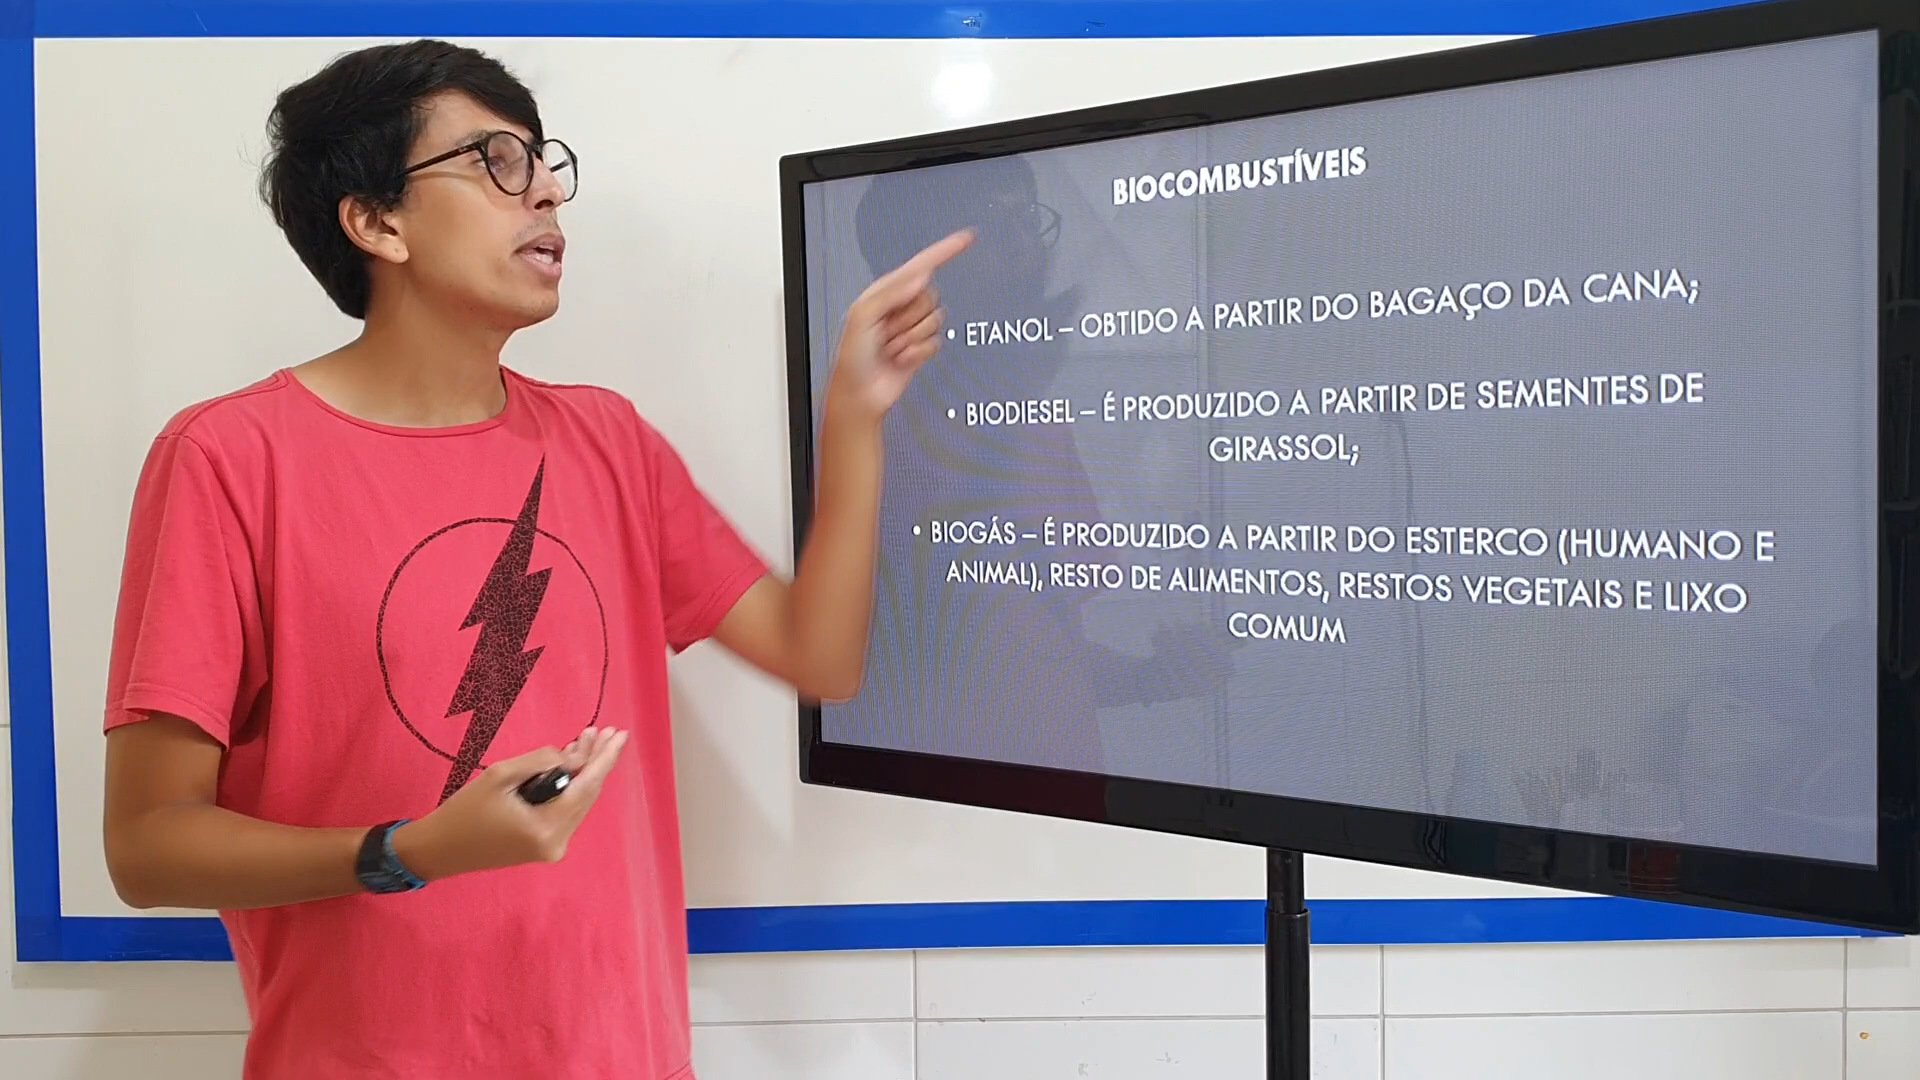 BIOCOMBUSTÍVEIS
• ETANOL – OBTIDO A PARTIR DO BAGAÇO DA CANA;
• BIODIESEL – É PRODUZIDO A PARTIR DE SEMENTES DE
GIRASSOL;
• BIOGÁS – É PRODUZIDO A PARTIR DO ESTERCO (HUMANO E
ANIMAL), RESTO DE ALIMENTOS, RESTOS VEGETAIS E LIXO
COMUM